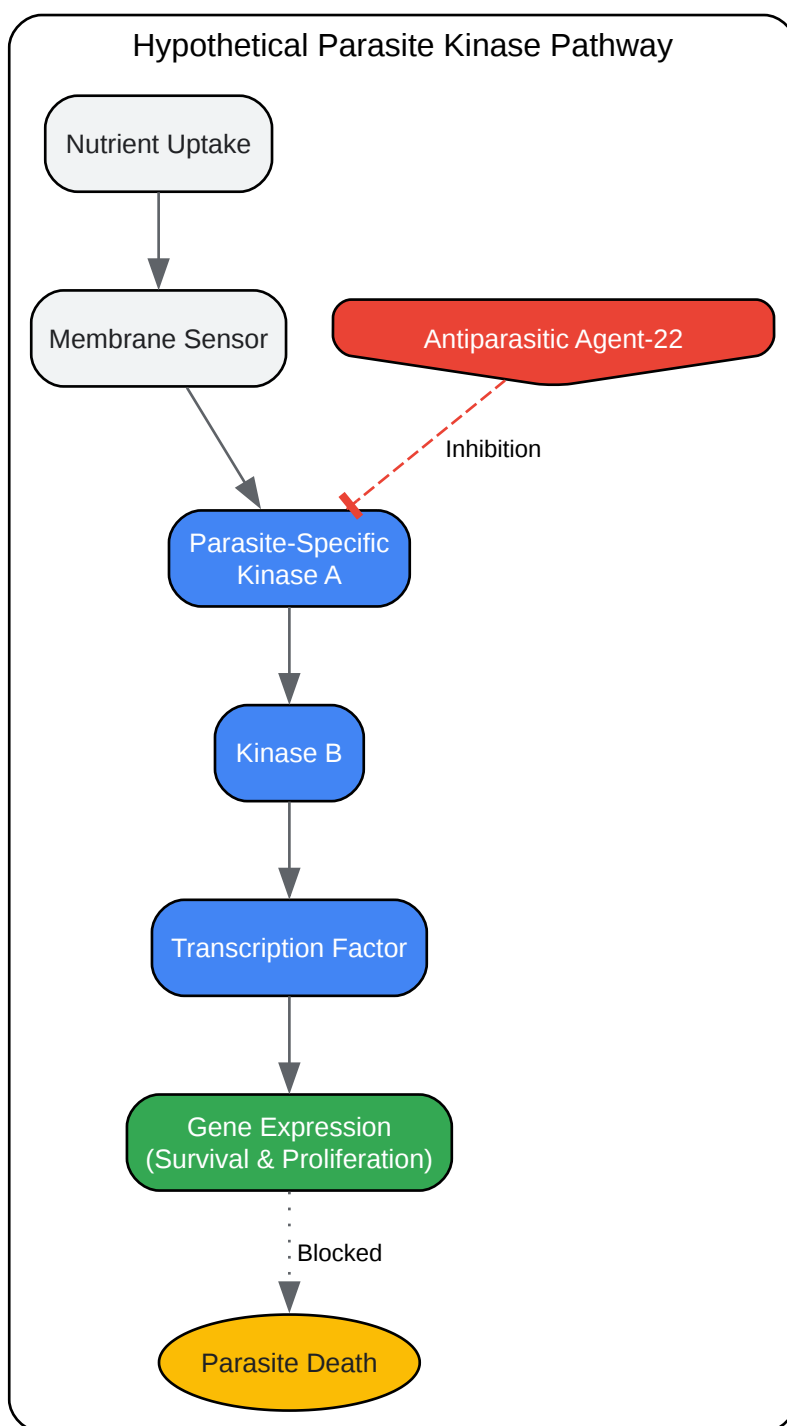 Hypothetical Parasite Kinase Pathway
Nutrient Uptake
Membrane Sensor
Antiparasitic Agent-22
Inhibition
Parasite-Specific
Kinase A
Kinase B
Transcription Factor
Gene Expression
(Survival & Proliferation)
Blocked
Parasite Death